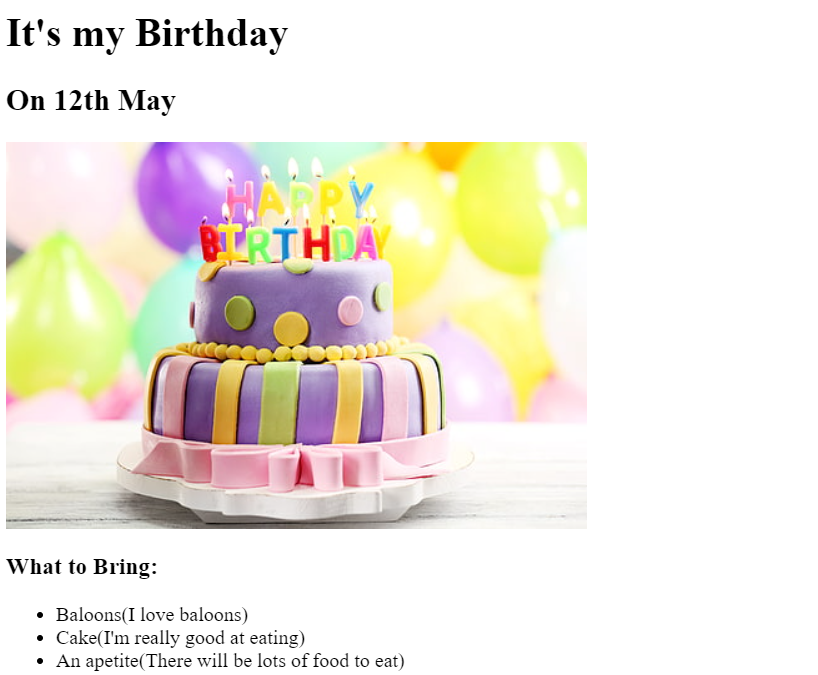 It's my Birthday
On 12th May
HAPPY
BIRTHDAY
What to Bring:
Baloons(I love baloons)
Cake(I'm really good at eating)
An apetite(There will be lots of food to eat)